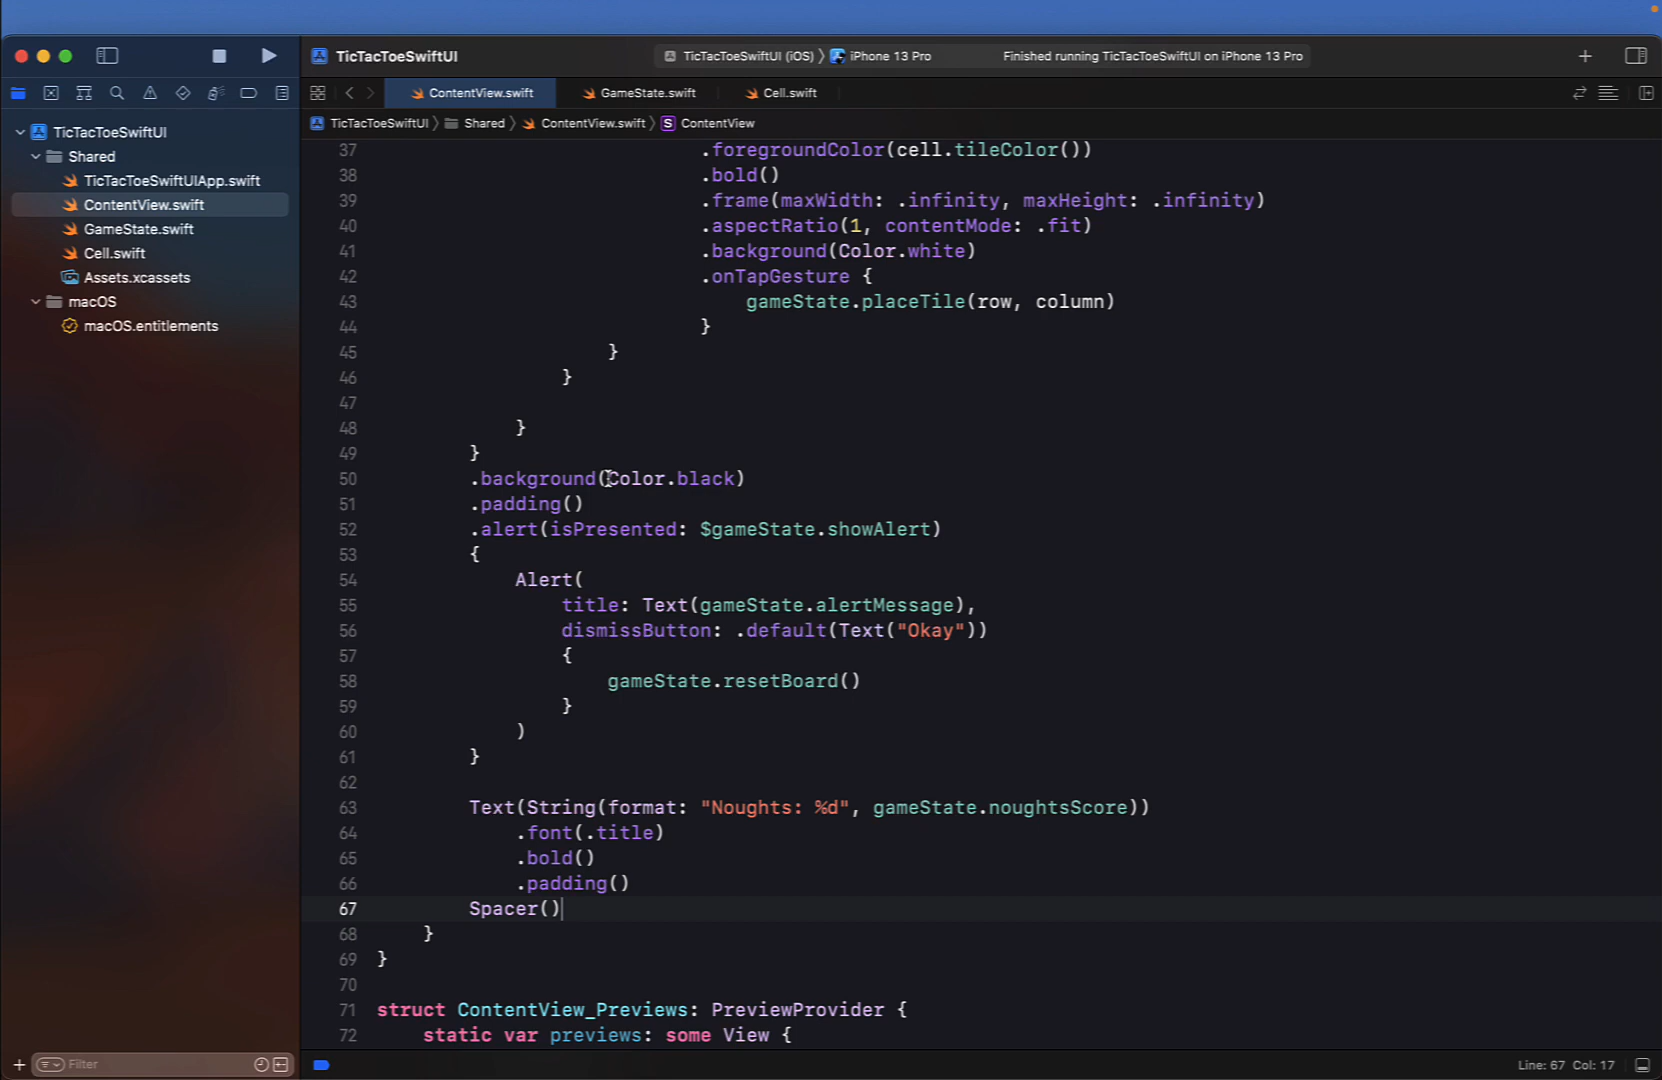 TicTacToeSwiftUI
TicTacToeSwiftUI (iOS) 〉 iPhone 13 Pro
Finished running TicTacToeSwiftUI on iPhone 13 Pro
ContentView.swift
GameState.swift
Cell.swift
TicTacToeSwiftUI 〉 Shared 〉 ContentView.swift 〉 S ContentView
TicTacToeSwiftUI
Shared
TicTacToeSwiftUIApp.swift
ContentView.swift
GameState.swift
Cell.swift
Assets.xcassets
macOS
macOS.entitlements
37 .foregroundColor(cell.tileColor())
38 .bold()
39 .frame(maxWidth: .infinity, maxHeight: .infinity)
40 .aspectRatio(1, contentMode: .fit)
41 .background(Color.white)
42 .onTapGesture {
43 gameState.placeTile(row, column)
44 }
45 }
46 }
47
48 }
49 }
50 .background(Color.black)
51 .padding()
52 .alert(isPresented: $gameState.showAlert)
53 {
54 Alert(
55 title: Text(gameState.alertMessage),
56 dismissButton: .default(Text("Okay"))
57 {
58 gameState.resetBoard()
59 }
60 )
61 }
62
63 Text(String(format: "Noughts: %d", gameState.noughtsScore))
64 .font(.title)
65 .bold()
66 .padding()
67 Spacer()
68 }
69 }
70
71 struct ContentView_Previews: PreviewProvider {
72 static var previews: some View {
Filter
Line: 67 Col: 17